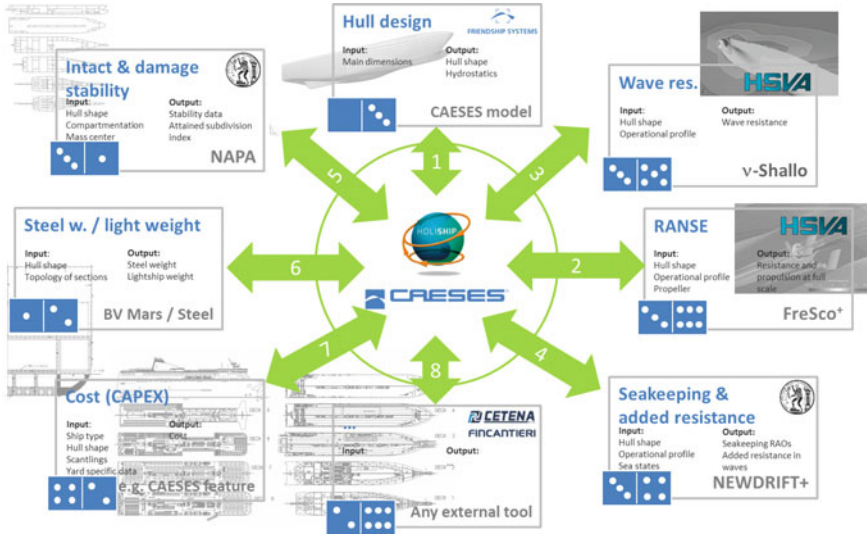 Hull design
FRIENDSHIP SYSTEMS
Input:
Main dimensions
Output:
Hull shape
Hydrostatics
CAESES model
Intact & damage
stability
Input:
Hull shape
Compartmentation
Mass center
Output:
Stability data
Attained subdivision
index
NAPA
Wave res.
HSVA
Input:
Hull shape
Operational profile
Output:
Wave resistance
ν-Shallo
1
5
3
Steel w. / light weight
Input:
Hull shape
Topology of sections
Output:
Steel weight
Lightship weight
BV Mars / Steel
6
HOLISHIP
CAESES®
2
RANSE
HSVA
Input:
Hull shape
Operational profile
Propeller
Output:
Resistance and
propulsion at full
scale
FreSco⁺
7
8
4
Cost (CAPEX)
Input:
Ship type
Hull shape
Scantlings
Yard specific data
Output:
Cost
e.g. CAESES feature
...
CETENA
FINCANTIERI
Input:
Output:
Any external tool
Seakeeping &
added resistance
Input:
Hull shape
Operational profile
Sea states
Output:
Seakeeping RAOs
Added resistance in
waves
NEWDRIFT+